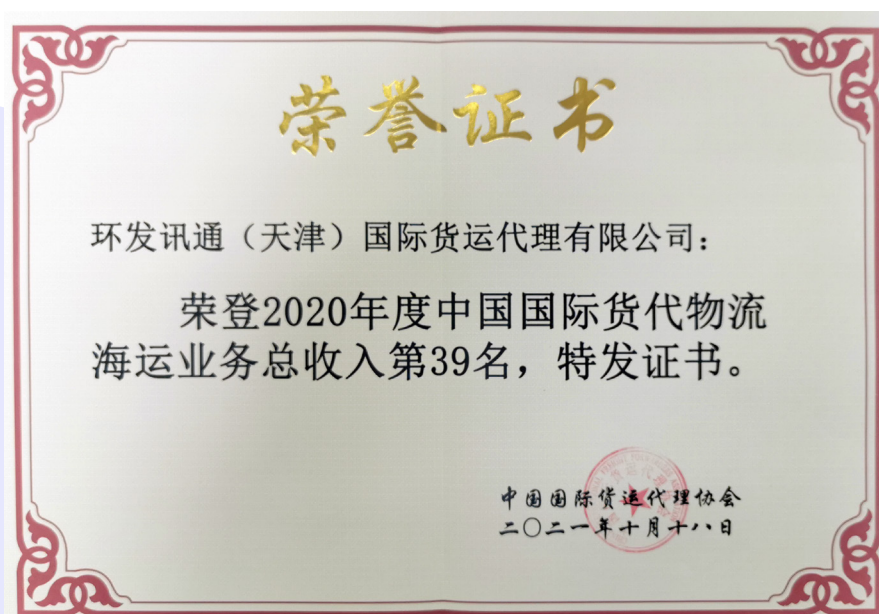 荣誉证书
环发讯通（天津）国际货运代理有限公司：
荣登2020年度中国国际货代物流
海运业务总收入第39名，特发证书。
中国国际货运代理协会
二〇二一年十月十八日